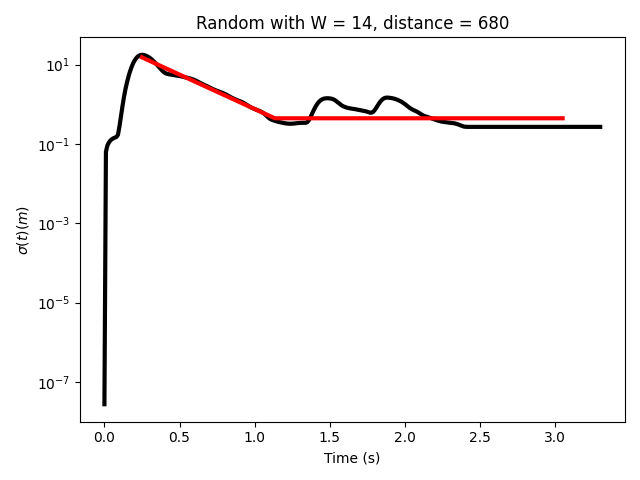 Random with W = 14, distance = 680
10^1
10^-1
10^-3
10^-5
10^-7
σ(t)(m)
0.0 0.5 1.0 1.5 2.0 2.5 3.0
Time (s)